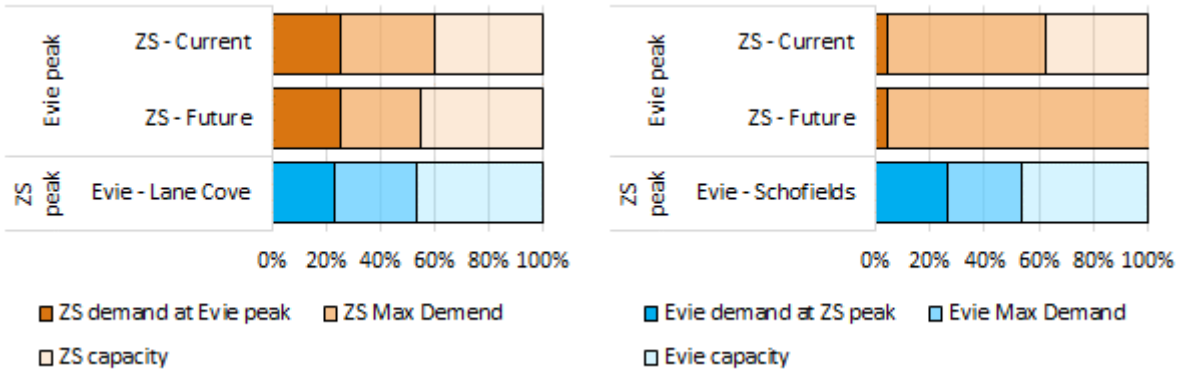 Evie peak
ZS - Current
ZS - Future
ZS peak
Evie - Lane Cove
0% 20% 40% 60% 80% 100%
ZS demand at Evie peak ZS Max Demend
ZS capacity
Evie peak
ZS - Current
ZS - Future
ZS peak
Evie - Schofields
0% 20% 40% 60% 80% 100%
Evie demand at ZS peak Evie Max Demand
Evie capacity